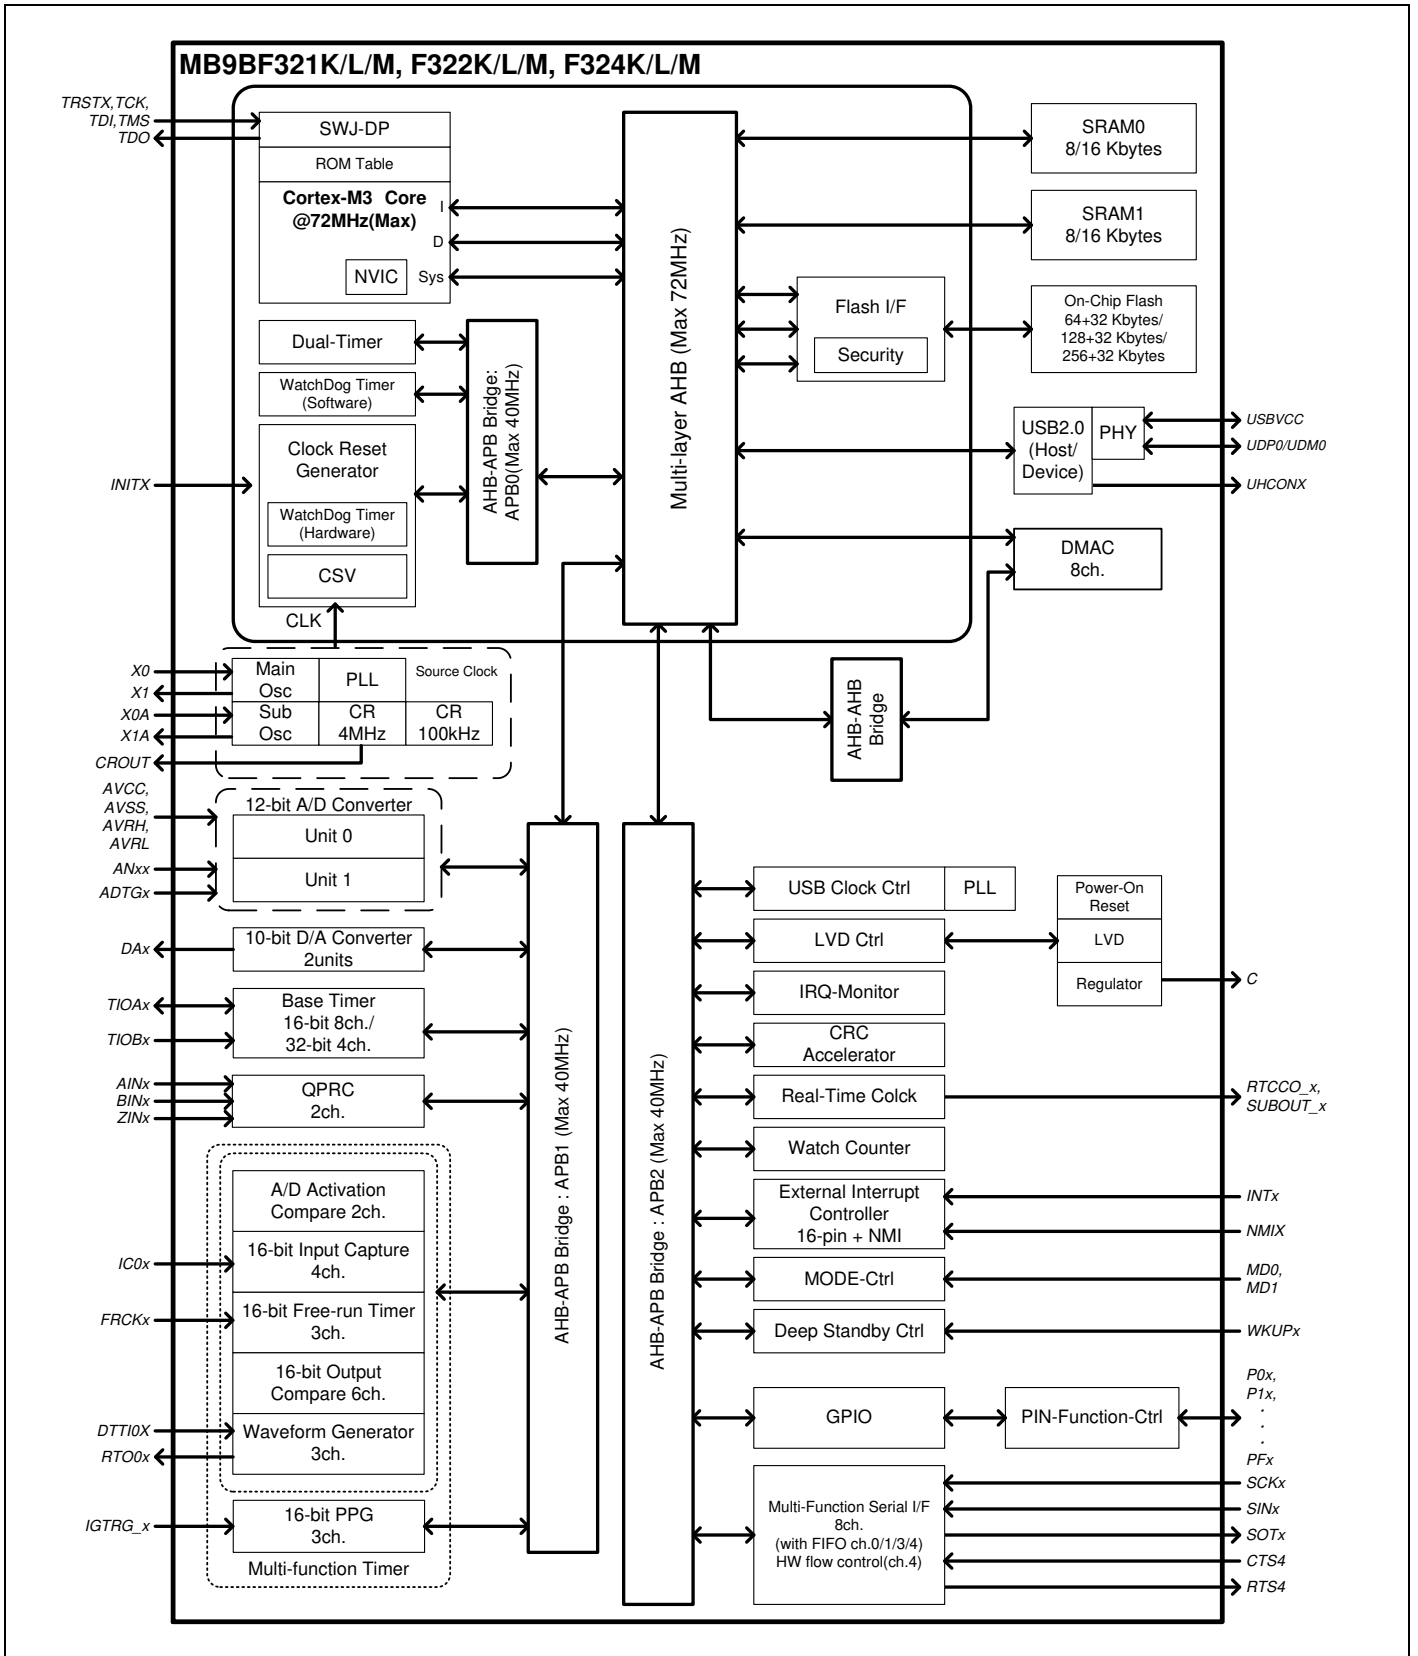 MB9BF321K/L/M, F322K/L/M, F324K/L/M
TRSTX,TCK,
TDI,TMS
TDO
SWJ-DP
ROM Table
Cortex-M3 Core
@72MHz(Max)
I
D
Sys
NVIC
Dual-Timer
WatchDog Timer
(Software)
Clock Reset
Generator
WatchDog Timer
(Hardware)
CSV
CLK
INITX
AHB-APB Bridge:
APB0(Max 40MHz)
Multi-layer AHB (Max 72MHz)
SRAM0
8/16 Kbytes
SRAM1
8/16 Kbytes
Flash I/F
Security
On-Chip Flash
64+32 Kbytes/
128+32 Kbytes/
256+32 Kbytes
USB2.0
(Host/
Device)
PHY
USBVCC
UDP0/UDM0
UHCONX
DMAC
8ch.
AHB-AHB
Bridge
X0
X1
X0A
X1A
CROUT
Main
Osc
PLL
Source Clock
Sub
Osc
CR
4MHz
CR
100kHz
AVCC,
AVSS,
AVRH,
AVRL
ANxx
ADTGx
12-bit A/D Converter
Unit 0
Unit 1
DAx
10-bit D/A Converter
2units
TIOAx
TIOBx
Base Timer
16-bit 8ch./
32-bit 4ch.
AINx
BINx
ZINx
QPRC
2ch.
A/D Activation
Compare 2ch.
IC0x
16-bit Input Capture
4ch.
FRCKx
16-bit Free-run Timer
3ch.
16-bit Output
Compare 6ch.
DTTI0X
RTO0x
Waveform Generator
3ch.
IGTRG_x
16-bit PPG
3ch.
Multi-function Timer
AHB-APB Bridge : APB1 (Max 40MHz)
AHB-APB Bridge : APB2 (Max 40MHz)
USB Clock Ctrl
PLL
LVD Ctrl
Power-On
Reset
LVD
Regulator
C
IRQ-Monitor
CRC
Accelerator
Real-Time Colck
RTCCO_x,
SUBOUT_x
Watch Counter
External Interrupt
Controller
16-pin + NMI
INTx
NMIX
MODE-Ctrl
MD0,
MD1
Deep Standby Ctrl
WKUPx
GPIO
PIN-Function-Ctrl
P0x,
P1x,
.
.
.
PFx
Multi-Function Serial I/F
8ch.
(with FIFO ch.0/1/3/4)
HW flow control(ch.4)
SCKx
SINx
SOTx
CTS4
RTS4